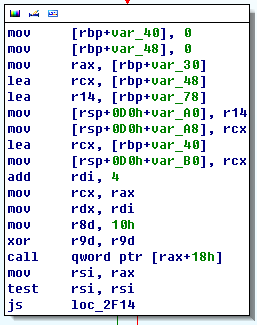 mov [rbp+var_40], 0
mov [rbp+var_48], 0
mov rax, [rbp+var_30]
lea rcx, [rbp+var_48]
lea r14, [rbp+var_78]
mov [rsp+0D0h+var_A0], r14
mov [rsp+0D0h+var_A8], rcx
lea rcx, [rbp+var_40]
mov [rsp+0D0h+var_B0], rcx
add rdi, 4
mov rcx, rax
mov rdx, rdi
mov r8d, 10h
xor r9d, r9d
call qword ptr [rax+18h]
mov rsi, rax
test rsi, rsi
js loc_2F14